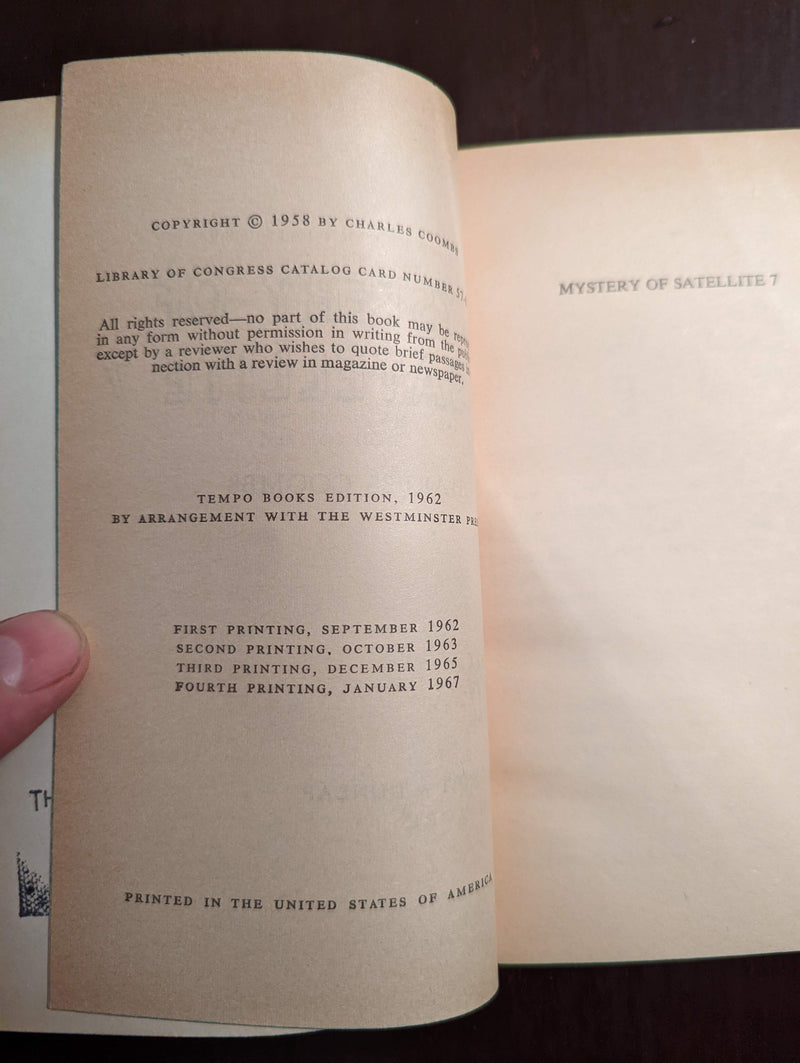 COPYRIGHT © 1958 BY CHARLES COOMBS
LIBRARY OF CONGRESS CATALOG CARD NUMBER
All rights reserved—no part of this book may be
in any form without permission in writing from the
except by a reviewer who wishes to quote brief passages
nection with a review in magazine or newspaper.
TEMPO BOOKS EDITION, 1962
BY ARRANGEMENT WITH THE WESTMINSTER
FIRST PRINTING, SEPTEMBER 1962
SECOND PRINTING, OCTOBER 1963
THIRD PRINTING, DECEMBER 1965
FOURTH PRINTING, JANUARY 1967
PRINTED IN THE UNITED STATES OF AMERICA
MYSTERY OF SATELLITE 7